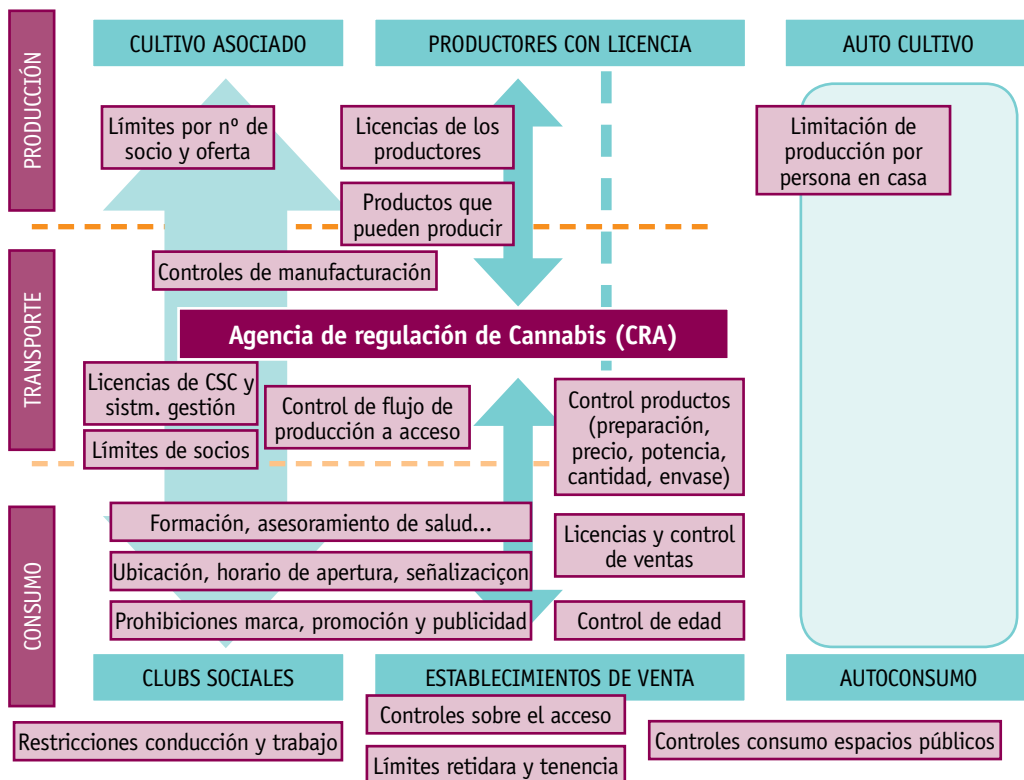 CULTIVO ASOCIADO
PRODUCTORES CON LICENCIA
AUTO CULTIVO
PRODUCCIÓN
Límites por nº de
socio y oferta
Licencias de los
productores
Limitación de
producción por
persona en casa
Productos que
pueden producir
TRANSPORTE
Controles de manufacturación
Agencia de regulación de Cannabis (CRA)
Licencias de CSC y
sistm. gestión
Control de flujo de
producción a acceso
Control productos
(preparación,
precio, potencia,
cantidad, envase)
Límites de socios
CONSUMO
Formación, asesoramiento de salud...
Licencias y control
de ventas
Ubicación, horario de apertura, señalizaciçon
Prohibiciones marca, promoción y publicidad
Control de edad
CLUBS SOCIALES
ESTABLECIMIENTOS DE VENTA
AUTOCONSUMO
Controles sobre el acceso
Restricciones conducción y trabajo
Controles consumo espacios públicos
Límites retidara y tenencia